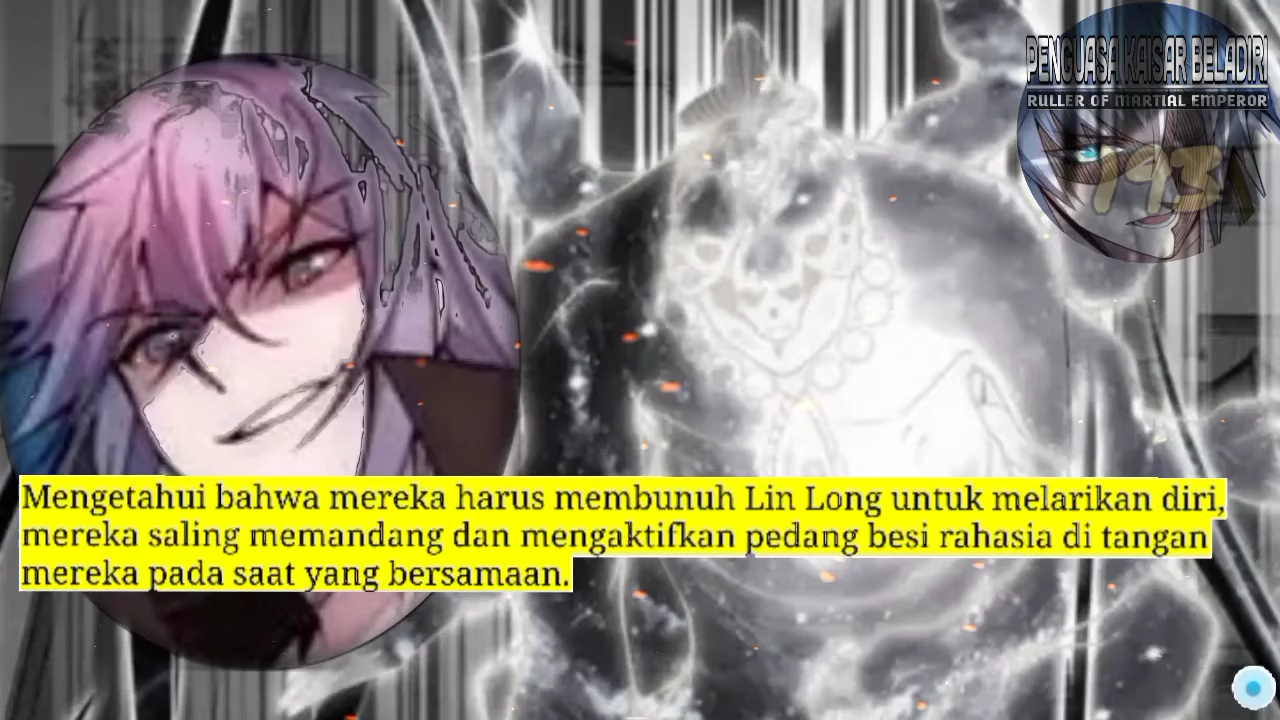 PENGUASA KAISAR BELADIRI
RULLER OF MARTIAL EMPEROR
Mengetahui bahwa mereka harus membunuh Lin Long untuk melarikan diri,
mereka saling memandang dan mengaktifkan pedang besi rahasia di tangan
mereka pada saat yang bersamaan.